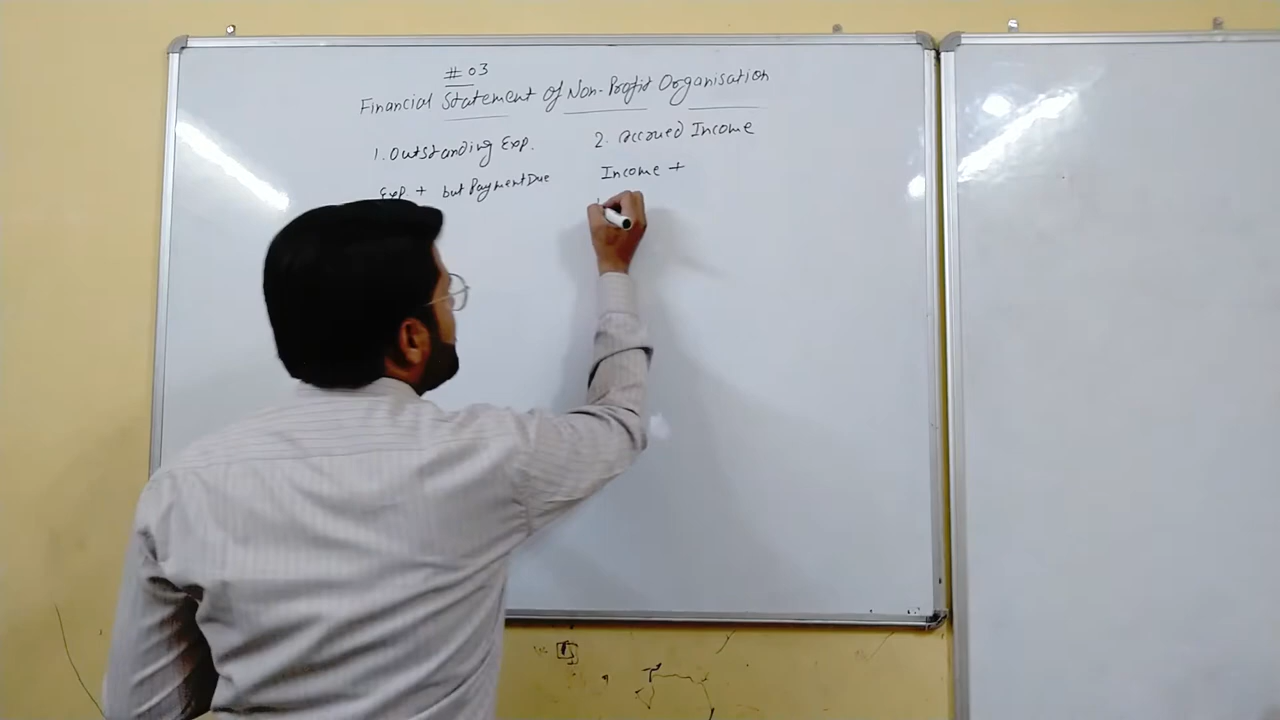 # 03
Financial Statement of Non-Profit Organisation
1. Outstanding Exp.
Exp. + but Payment Due
2. accrued Income
Income +